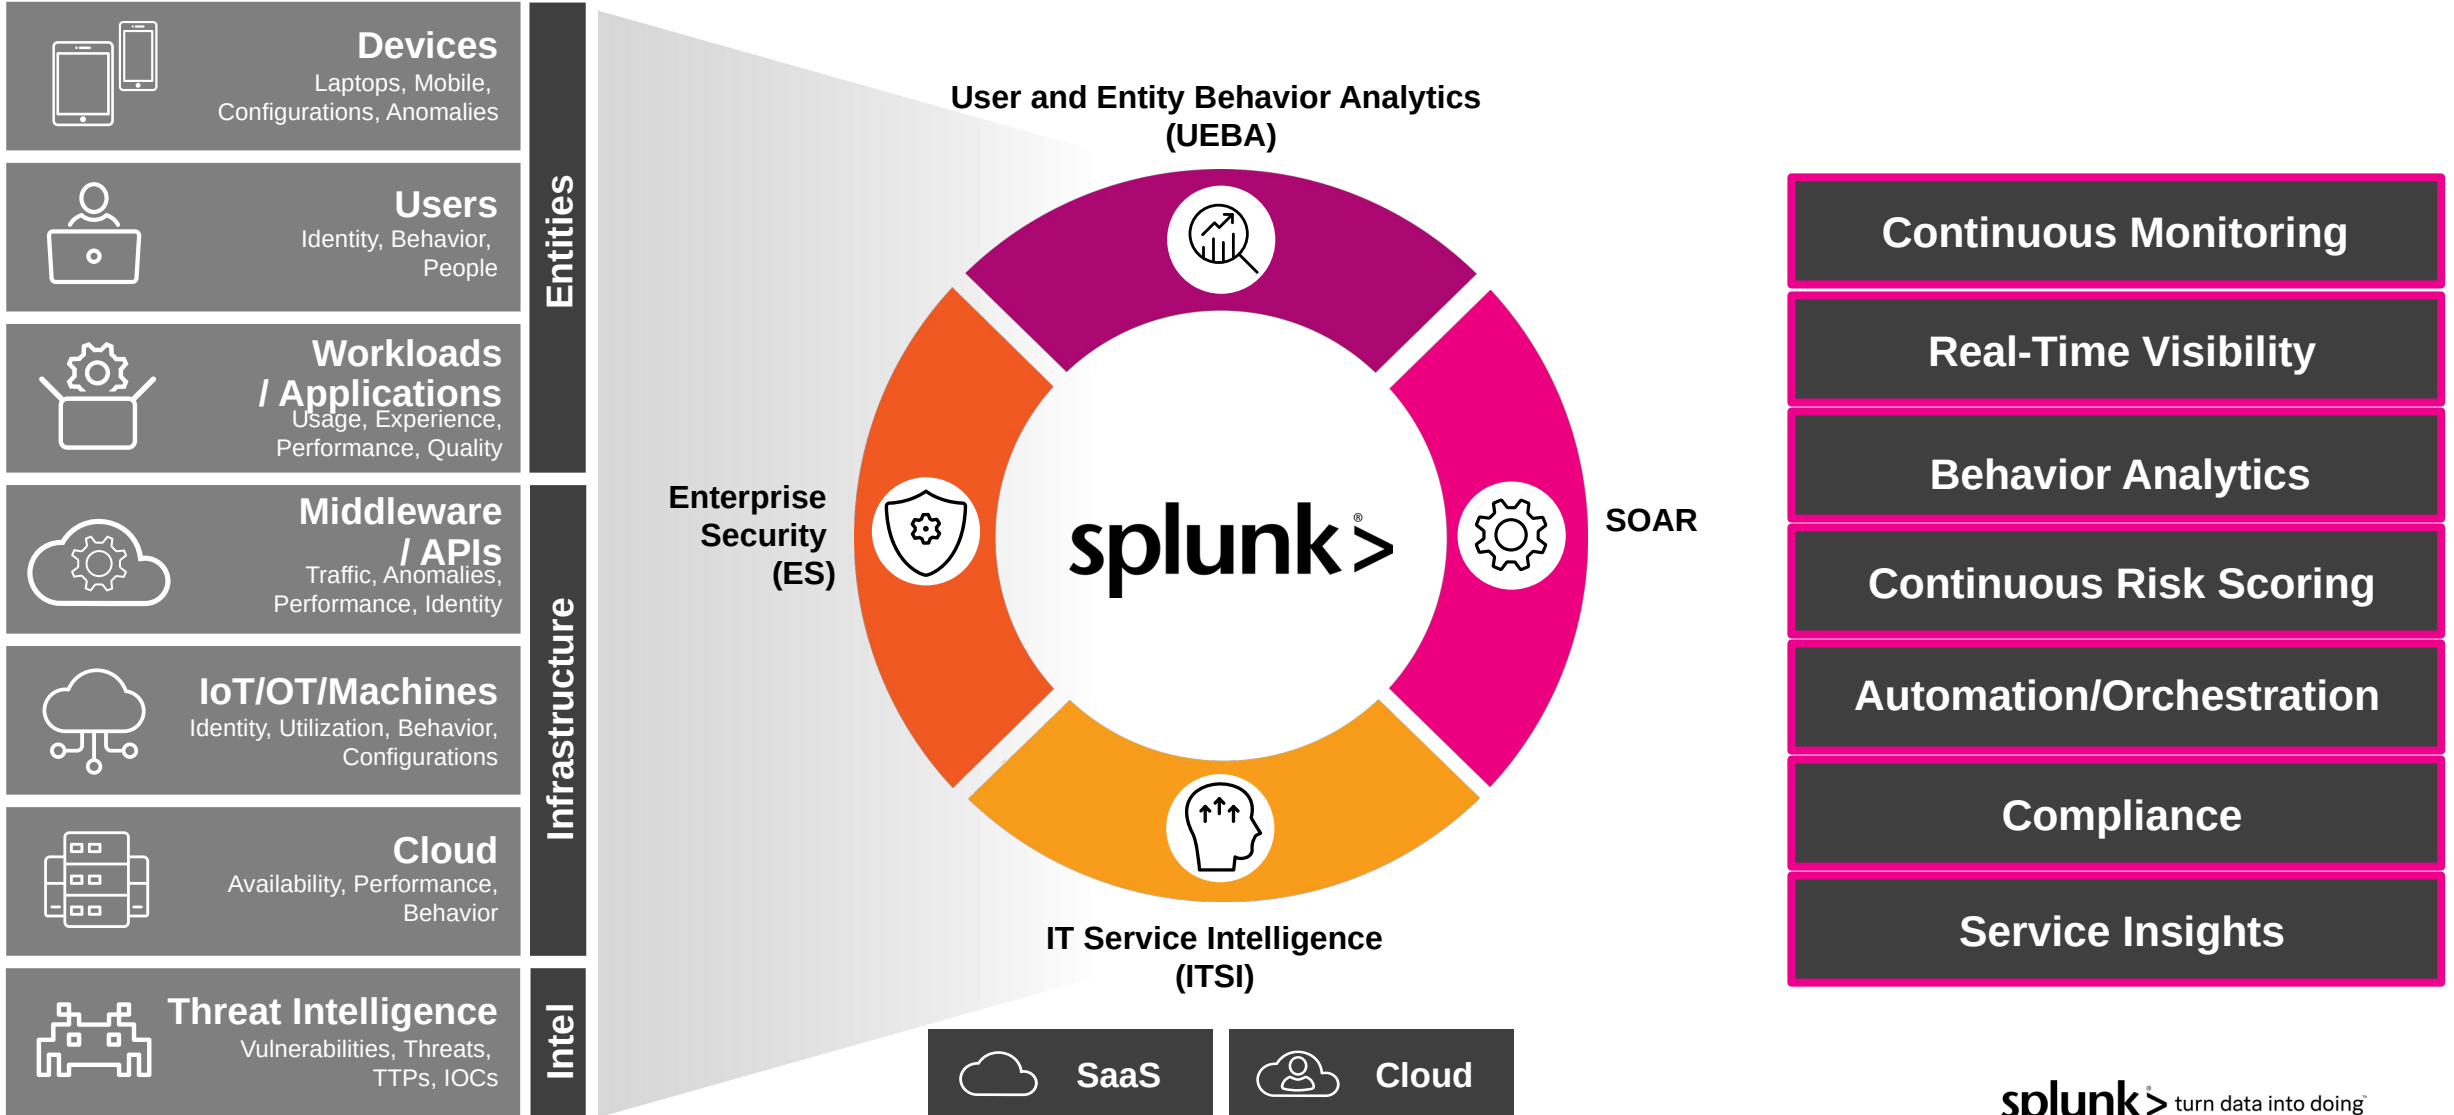 Devices
Laptops, Mobile,
Configurations, Anomalies
Users
Identity, Behavior,
People
Workloads
/ Applications
Usage, Experience,
Performance, Quality
Entities
Middleware
/ APIs
Traffic, Anomalies,
Performance, Identity
IoT/OT/Machines
Identity, Utilization, Behavior,
Configurations
Cloud
Availability, Performance,
Behavior
Infrastructure
Threat Intelligence
Vulnerabilities, Threats,
TTPs, IOCs
Intel
User and Entity Behavior Analytics
(UEBA)
Enterprise
Security
(ES)
splunk>®
SOAR
IT Service Intelligence
(ITSI)
SaaS
Cloud
Continuous Monitoring
Real-Time Visibility
Behavior Analytics
Continuous Risk Scoring
Automation/Orchestration
Compliance
Service Insights
splunk>® turn data into doing™